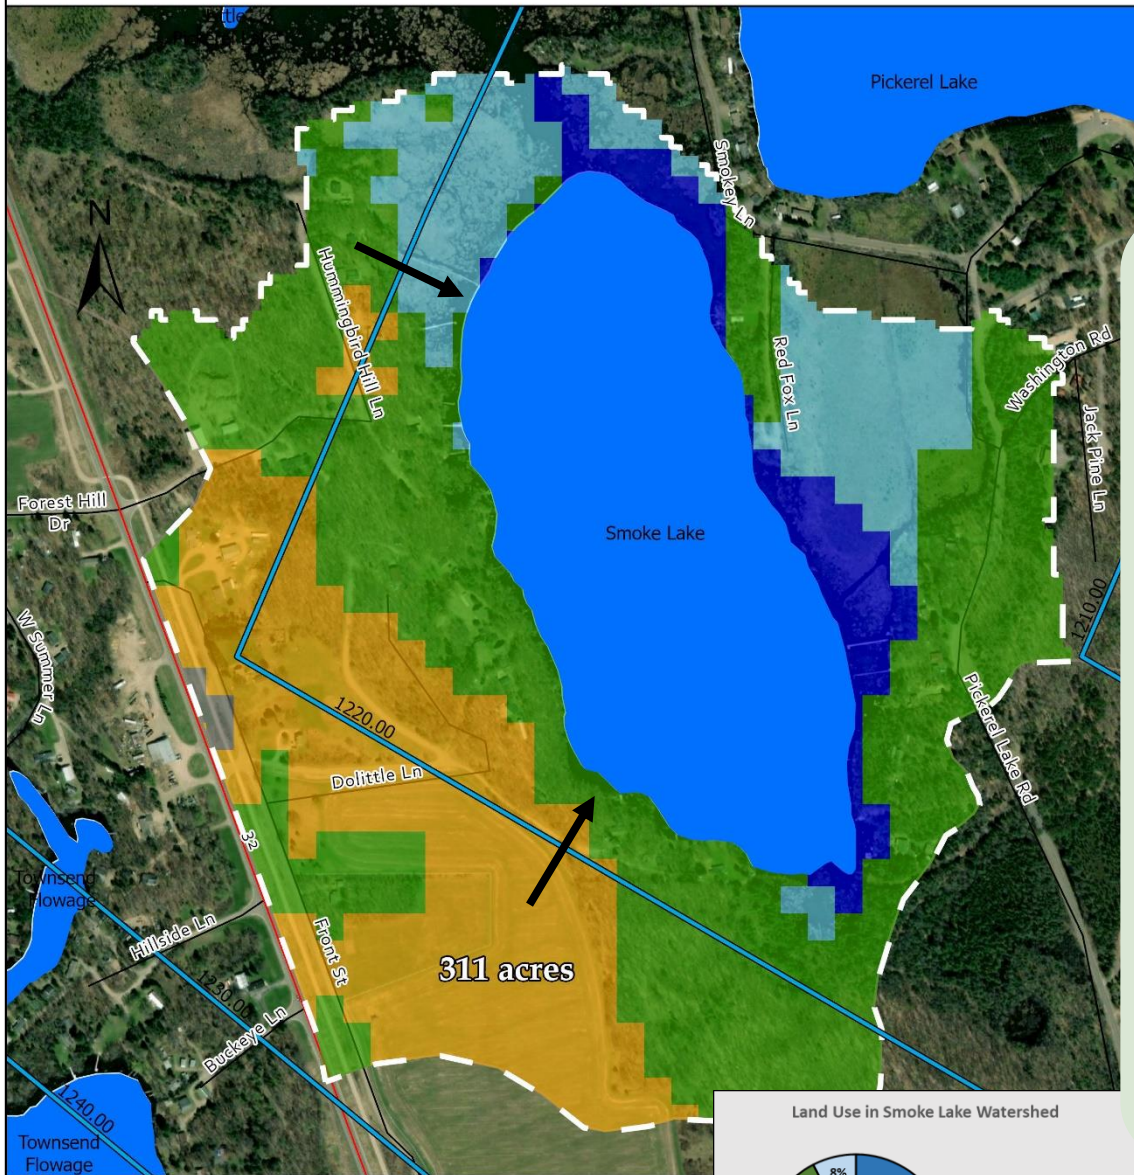 Pickerel Lake
Smokey Ln
N
Hummingbird Hill Ln
Red Fox Ln
Washington Rd
Jack Pine Ln
Forest Hill
Dr
Smoke Lake
1210.00
W Summer Ln
1220.00
Pickerel Lake Rd
Dolittle Ln
32
Townsend
Flowage
Hillside Ln
Front St
311 acres
1230.00
Buckeye Ln
1240.00
Townsend
Flowage
Land Use in Smoke Lake Watershed
8%